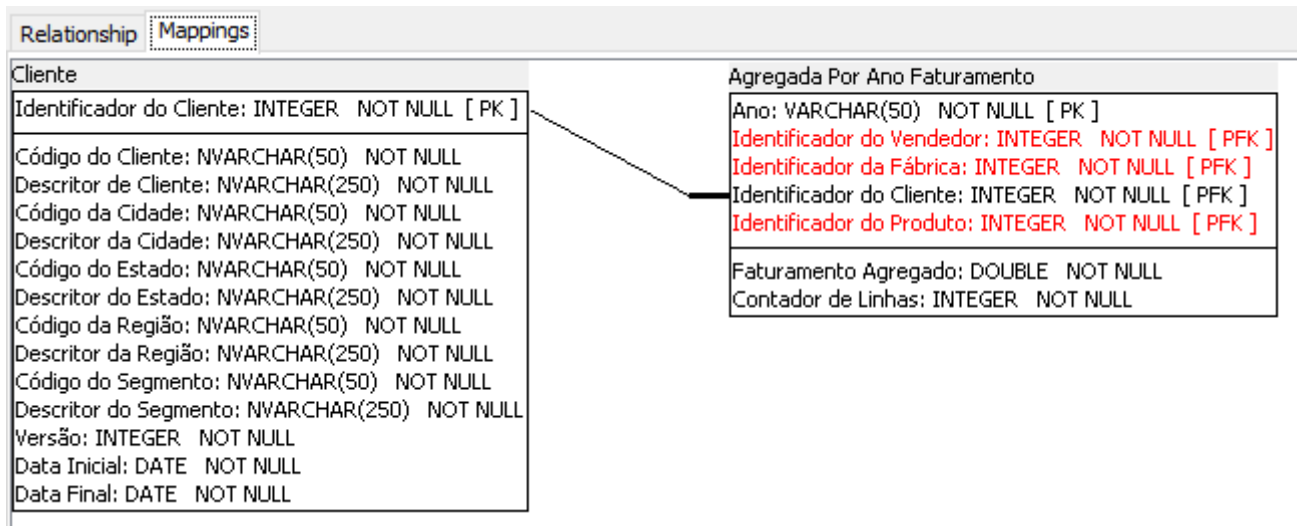 Relationship Mappings
Cliente
Identificador do Cliente: INTEGER NOT NULL [ PK ]
Código do Cliente: NVARCHAR(50) NOT NULL
Descritor de Cliente: NVARCHAR(250) NOT NULL
Código da Cidade: NVARCHAR(50) NOT NULL
Descritor da Cidade: NVARCHAR(250) NOT NULL
Código do Estado: NVARCHAR(50) NOT NULL
Descritor do Estado: NVARCHAR(250) NOT NULL
Código da Região: NVARCHAR(50) NOT NULL
Descritor da Região: NVARCHAR(250) NOT NULL
Código do Segmento: NVARCHAR(50) NOT NULL
Descritor do Segmento: NVARCHAR(250) NOT NULL
Versão: INTEGER NOT NULL
Data Inicial: DATE NOT NULL
Data Final: DATE NOT NULL
Agregada Por Ano Faturamento
Ano: VARCHAR(50) NOT NULL [ PK ]
Identificador do Vendedor: INTEGER NOT NULL [ PFK ]
Identificador da Fábrica: INTEGER NOT NULL [ PFK ]
Identificador do Cliente: INTEGER NOT NULL [ PFK ]
Identificador do Produto: INTEGER NOT NULL [ PFK ]
Faturamento Agregado: DOUBLE NOT NULL
Contador de Linhas: INTEGER NOT NULL